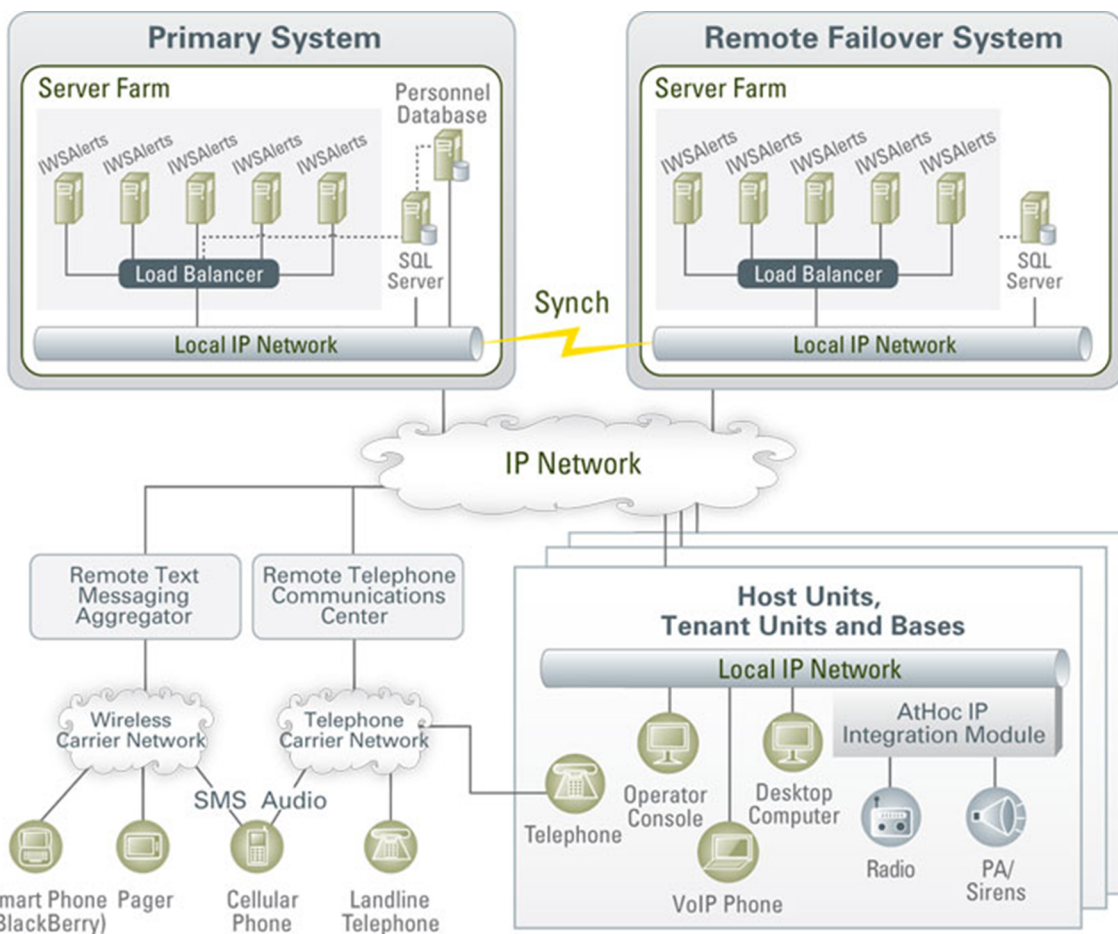 Primary System
Server Farm
Personnel
Database
IWSAlerts
IWSAlerts
IWSAlerts
IWSAlerts
IWSAlerts
Load Balancer
SQL
Server
Local IP Network
Synch
Remote Failover System
Server Farm
IWSAlerts
IWSAlerts
IWSAlerts
IWSAlerts
IWSAlerts
Load Balancer
SQL
Server
Local IP Network
IP Network
Remote Text
Messaging
Aggregator
Remote Telephone
Communications
Center
Wireless
Carrier Network
Telephone
Carrier Network
SMS
Audio
mart Phone
BlackBerry)
Pager
Cellular
Phone
Landline
Telephone
Host Units,
Tenant Units and Bases
Local IP Network
AtHoc IP
Integration Module
Telephone
Operator
Console
VoIP Phone
Desktop
Computer
Radio
PA/
Sirens